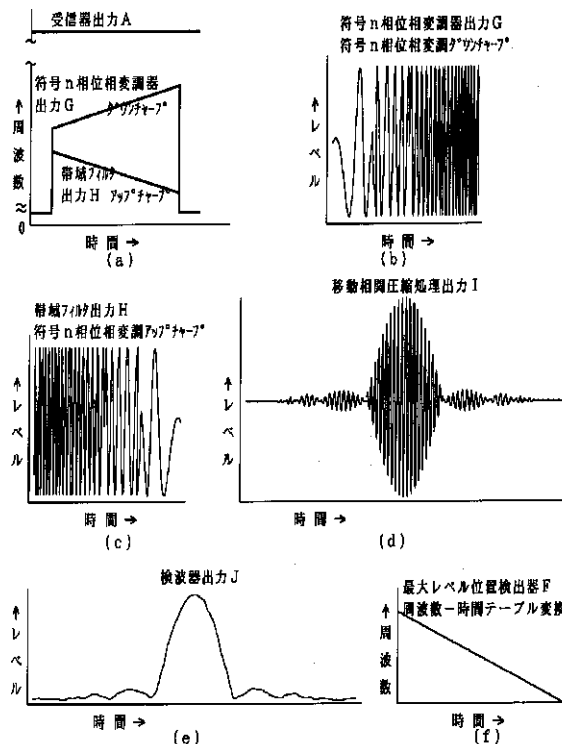 受信器出力A
符号n相位相変調器
出力G
ダウンチャープ
帯域フィルタ
出力H アップチャープ
↑周波数
0
時間→
(a)
符号n相位相変調器出力G
符号n相位相変調ダウンチャープ
↑レベル
時間→
(b)
帯域フィルタ出力H
符号n相位相変調アップチャープ
↑レベル
時間→
(c)
移動相関圧縮処理出力I
↑レベル
時間→
(d)
検波器出力J
↑レベル
時間→
(e)
最大レベル位置検出器F
周波数-時間テーブル変換
↑周波数
時間→
(f)